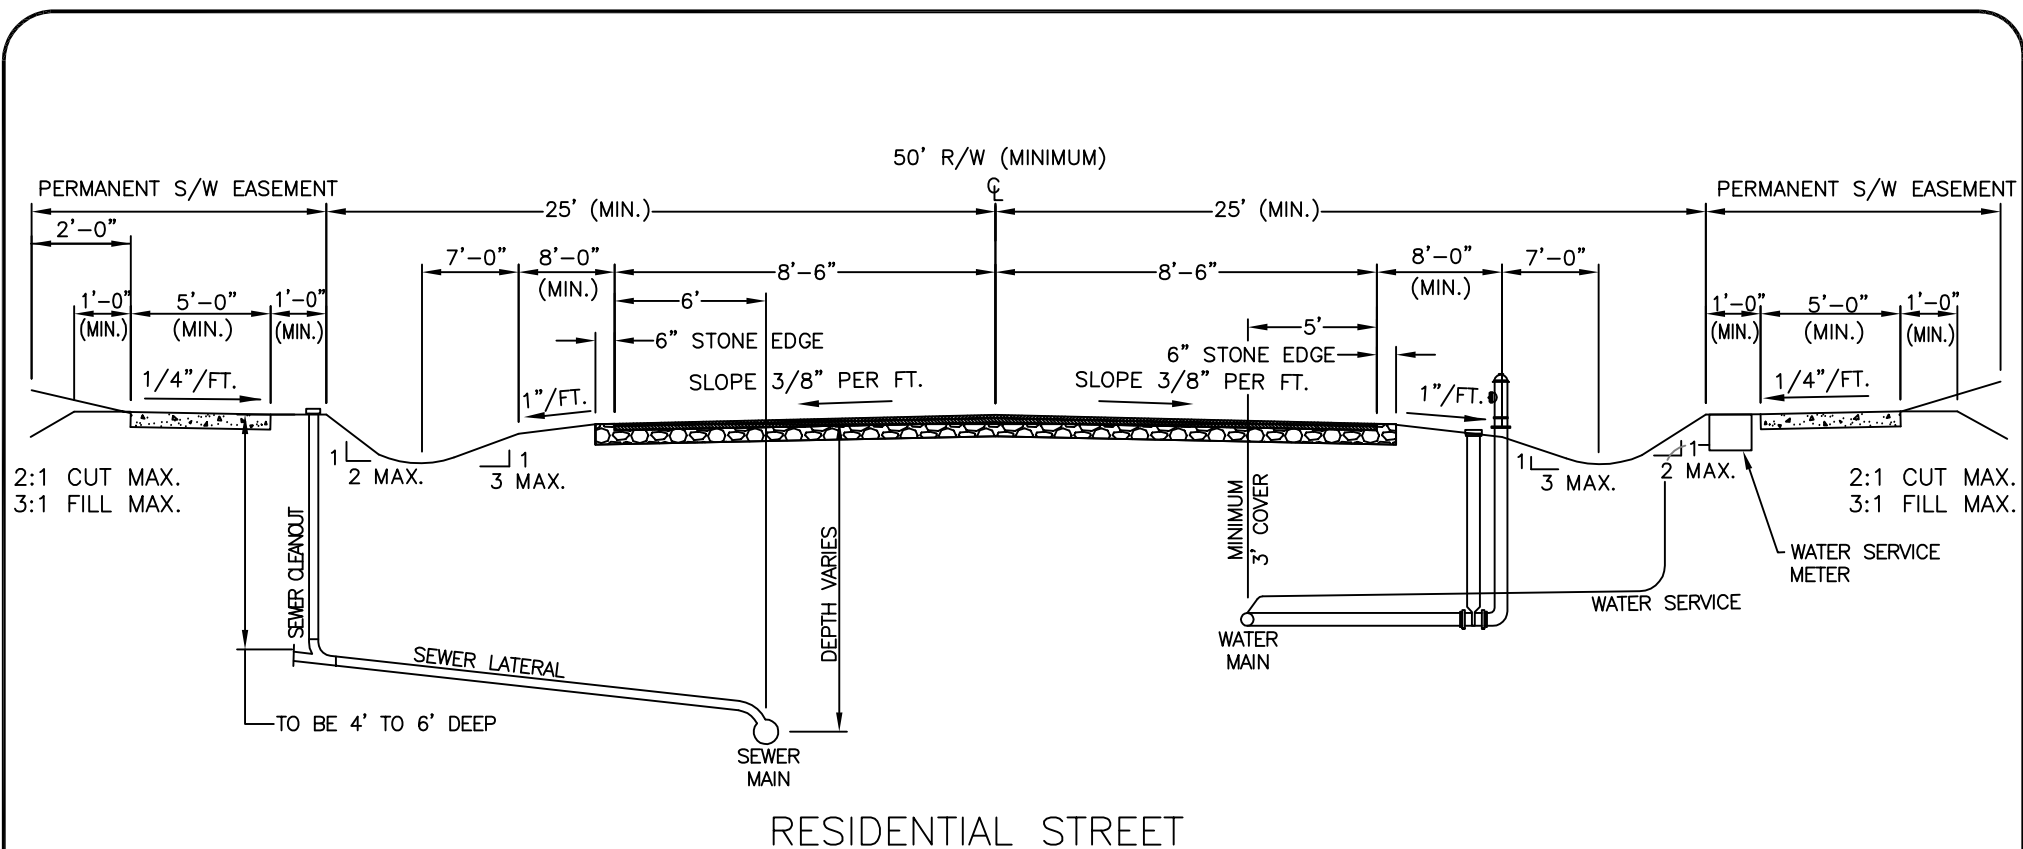 50' R/W (MINIMUM)
℄
PERMANENT S/W EASEMENT
PERMANENT S/W EASEMENT
25' (MIN.)
25' (MIN.)
2'-0"
7'-0"
8'-0"
(MIN.)
8'-6"
8'-6"
8'-0"
(MIN.)
7'-0"
1'-0"
(MIN.)
5'-0"
(MIN.)
1'-0"
(MIN.)
6'
5'
1'-0"
(MIN.)
5'-0"
(MIN.)
1'-0"
(MIN.)
6" STONE EDGE
6" STONE EDGE
1/4"/FT.
1"/FT.
SLOPE 3/8" PER FT.
SLOPE 3/8" PER FT.
1"/FT.
1/4"/FT.
1
2 MAX.
1
3 MAX.
1
3 MAX.
1
2 MAX.
2:1 CUT MAX.
3:1 FILL MAX.
2:1 CUT MAX.
3:1 FILL MAX.
SEWER CLEANOUT
DEPTH VARIES
MINIMUM
3' COVER
WATER SERVICE
METER
WATER SERVICE
WATER
MAIN
SEWER LATERAL
TO BE 4' TO 6' DEEP
SEWER
MAIN
RESIDENTIAL STREET